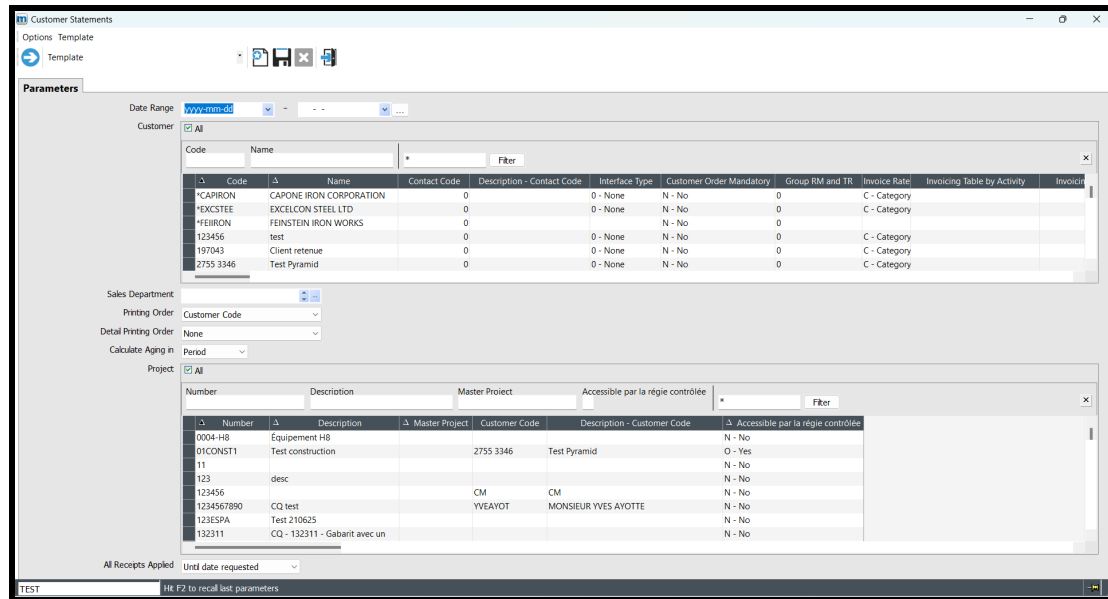 Customer Statements
Options Template
Template
Parameters
Date Range yyyy-mm-dd - - - ...
Customer All
Code Name
* Filter
Code Name Contact Code Description - Contact Code Interface Type Customer Order Mandatory Group RM and TR Invoice Rate Invoicing Table by Activity Invoicin
*CAPIRON CAPONE IRON CORPORATION 0 0 - None N - No 0 C - Category
*EXCSTEE EXCELCON STEEL LTD 0 0 - None N - No 0 C - Category
*FEIIRON FEINSTEIN IRON WORKS 0 N - No 0
123456 test 0 0 - None N - No 0 C - Category
197043 Client retenue 0 0 - None N - No 0 C - Category
2755 3346 Test Pyramid 0 0 - None N - No 0 C - Category
Sales Department ...
Printing Order Customer Code
Detail Printing Order None
Calculate Aging in Period
Project All
Number Description Master Project Accessible par la régie contrôlée
* Filter
Number Description Master Project Customer Code Description - Customer Code Accessible par la régie contrôlée
0004-H8 Équipement H8 N - No
01CONST1 Test construction 2755 3346 Test Pyramid O - Yes
11 N - No
123 desc N - No
123456 CM CM N - No
1234567890 CQ test YVEAYOT MONSIEUR YVES AYOTTE N - No
123ESPA Test 210625 N - No
132311 CQ - 132311 - Gabarit avec un N - No
All Receipts Applied Until date requested
TEST Hit F2 to recall last parameters